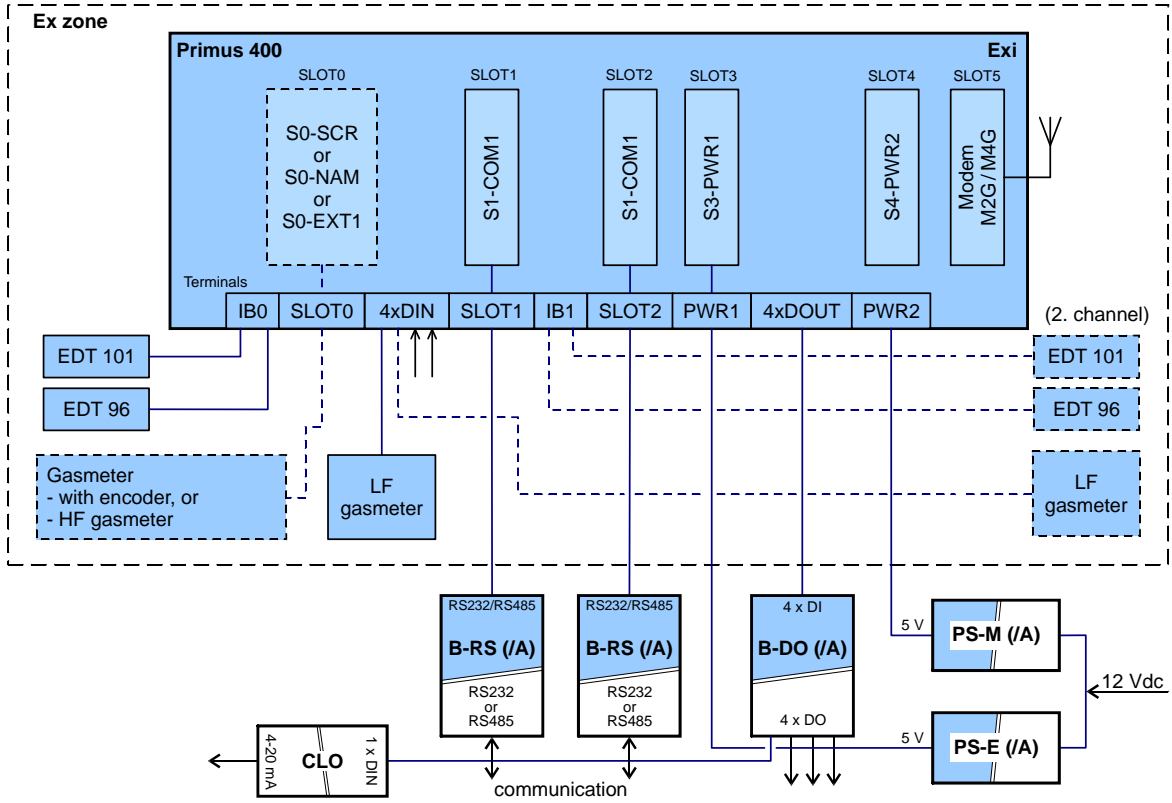 Ex zone
Primus 400
Exi
SLOT0
SLOT1
SLOT2
SLOT3
SLOT4
SLOT5
S0-SCR
or
S0-NAM
or
S0-EXT1
S1-COM1
S1-COM1
S3-PWR1
S4-PWR2
Modem
M2G / M4G
Terminals
IB0
SLOT0
4xDIN
SLOT1
IB1
SLOT2
PWR1
4xDOUT
PWR2
(2. channel)
EDT 101
EDT 96
EDT 101
EDT 96
Gasmeter
- with encoder, or
- HF gasmeter
LF
gasmeter
LF
gasmeter
RS232/RS485
B-RS (/A)
RS232
or
RS485
RS232/RS485
B-RS (/A)
RS232
or
RS485
4 x DI
B-DO (/A)
4 x DO
5 V
PS-M (/A)
12 Vdc
5 V
PS-E (/A)
4-20 mA
CLO
1 x DIN
communication